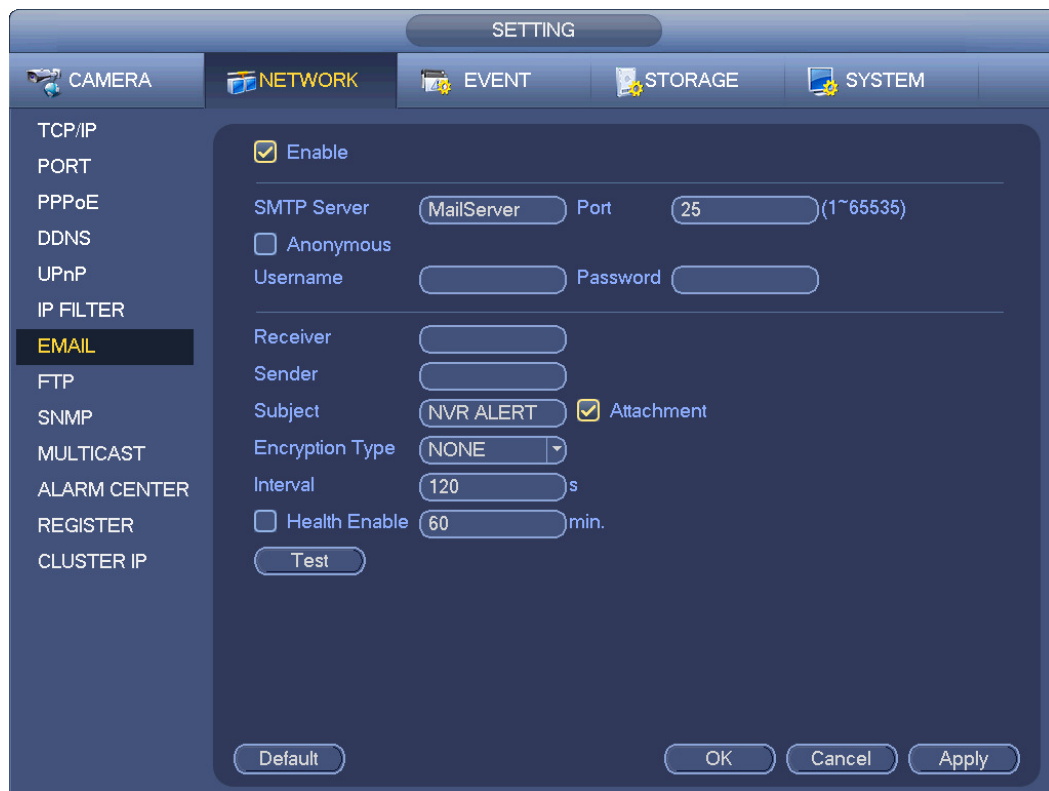 SETTING
CAMERA NETWORK EVENT STORAGE SYSTEM
TCP/IP
PORT
PPPoE
DDNS
UPnP
IP FILTER
EMAIL
FTP
SNMP
MULTICAST
ALARM CENTER
REGISTER
CLUSTER IP
Enable
SMTP Server MailServer Port 25 (1~65535)
Anonymous
Username Password
Receiver
Sender
Subject NVR ALERT Attachment
Encryption Type NONE
Interval 120 s
Health Enable 60 min.
Test
Default OK Cancel Apply